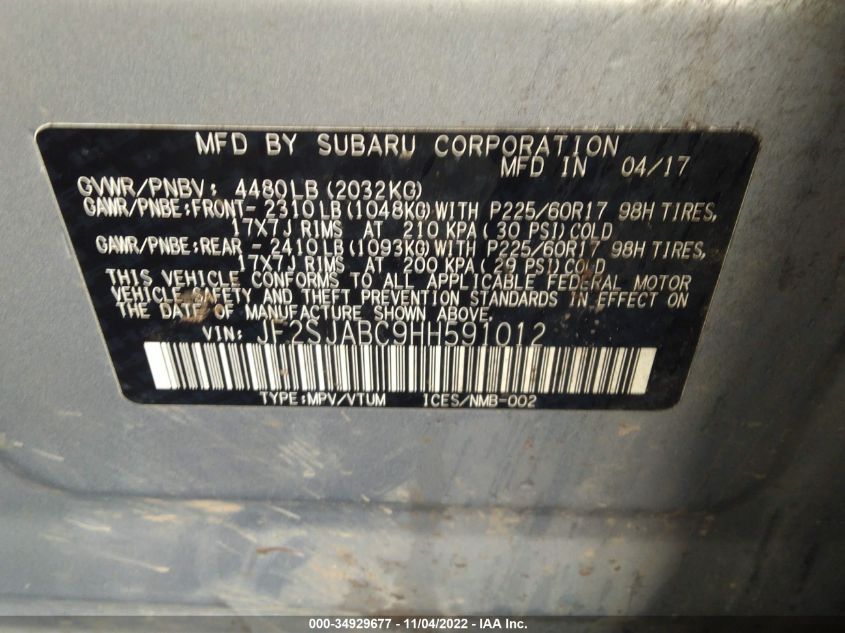 MFD BY SUBARU CORPORATION
MFD IN 04/17
GVWR/PNBV: 4480LB (2032KG)
GAWR/PNBE:FRONT- 2310LB(1048KG)WITH P225/60R17 98H TIRES,
17X7J RIMS AT 210 KPA( 30 PSI)COLD
GAWR/PNBE:REAR - 2410LB(1093KG)WITH P225/60R17 98H TIRES,
17X7J RIMS AT 200 KPA( 29 PSI)COLD
THIS VEHICLE CONFORMS TO ALL APPLICABLE FEDERAL MOTOR
VEHICLE SAFETY AND THEFT PREVENTION STANDARDS IN EFFECT ON
THE DATE OF MANUFACTURE SHOWN ABOVE.
VIN: JF2SJABC9HH591012
TYPE:MPV/VTUM ICES/NMB-002
000-34929677 - 11/04/2022 - IAA Inc.